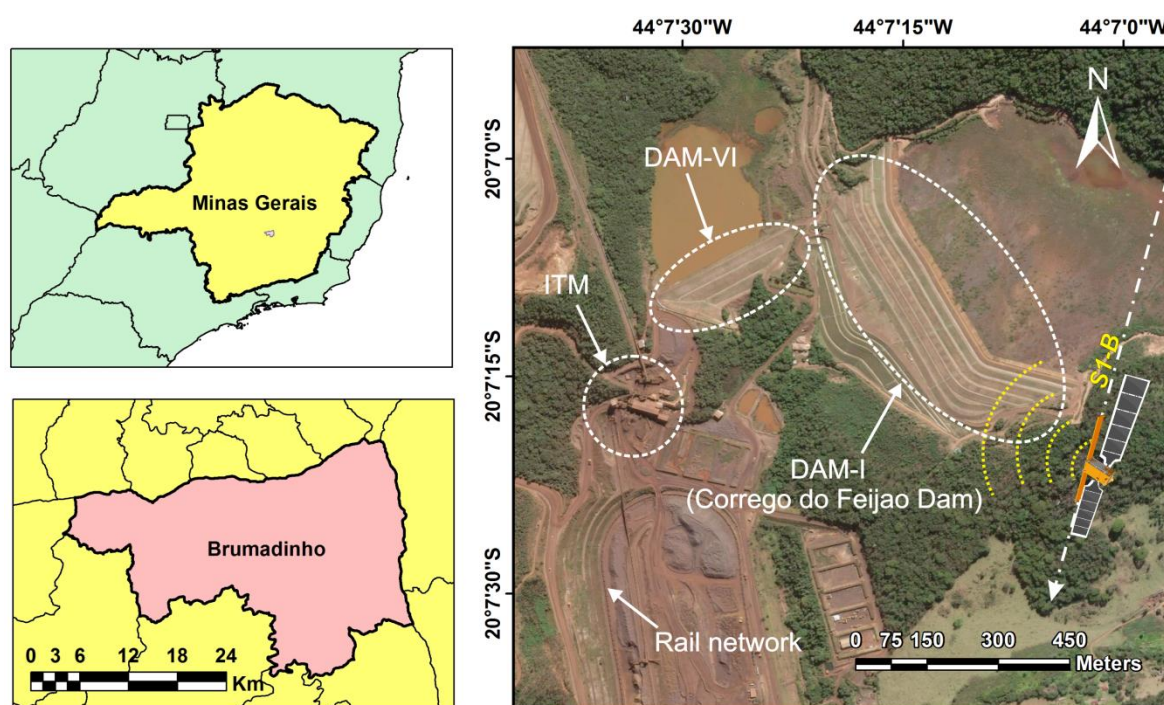 Minas Gerais
Brumadinho
0 3 6 12 18 24
Km
44°7'30"W 44°7'15"W 44°7'0"W
20°7'0"S
20°7'15"S
20°7'30"S
N
DAM-VI
ITM
S1-B
DAM-I
(Corrego do Feijao Dam)
Rail network
0 75 150 300 450
Meters